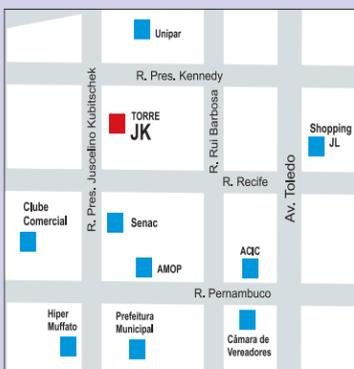 Unipar
R. Pres. Kennedy
R. Pres. Juscelino Kubitschek
TORRE
JK
R. Rui Barbosa
Shopping
JL
R. Recife
Av. Toledo
Clube
Comercial
Senac
ACIC
AMOP
R. Pernambuco
Hiper
Muffato
Prefeitura
Municipal
Câmara de
Vereadores